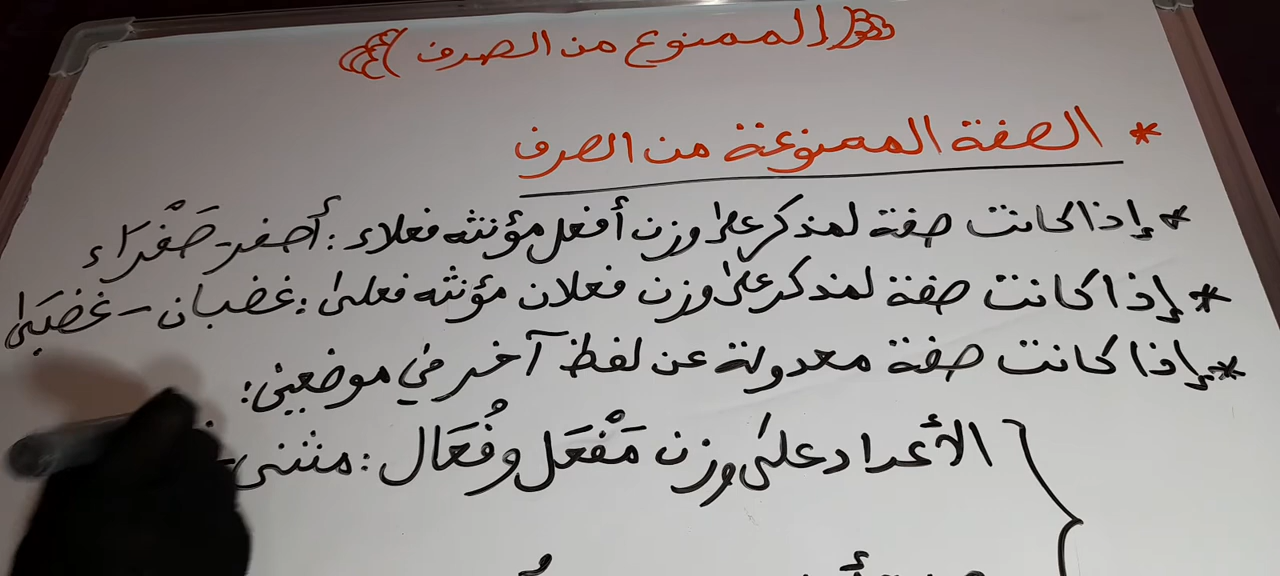 الممنوع من الصرف
* الصفة الممنوعة من الصرف
* إذا كانت صفة لمذكر على وزن أفعل مؤنثه فعلاء : أصفر - صَفْرَاء
* إذا كانت صفة لمذكر على وزن فعلان مؤنثه فعلى : غضبان - غضبَى
* إذا كانت صفة معدولة عن لفظ آخر في موضعين :
الأعداد على وزن مَفْعَل وفُعَال : مثنى -